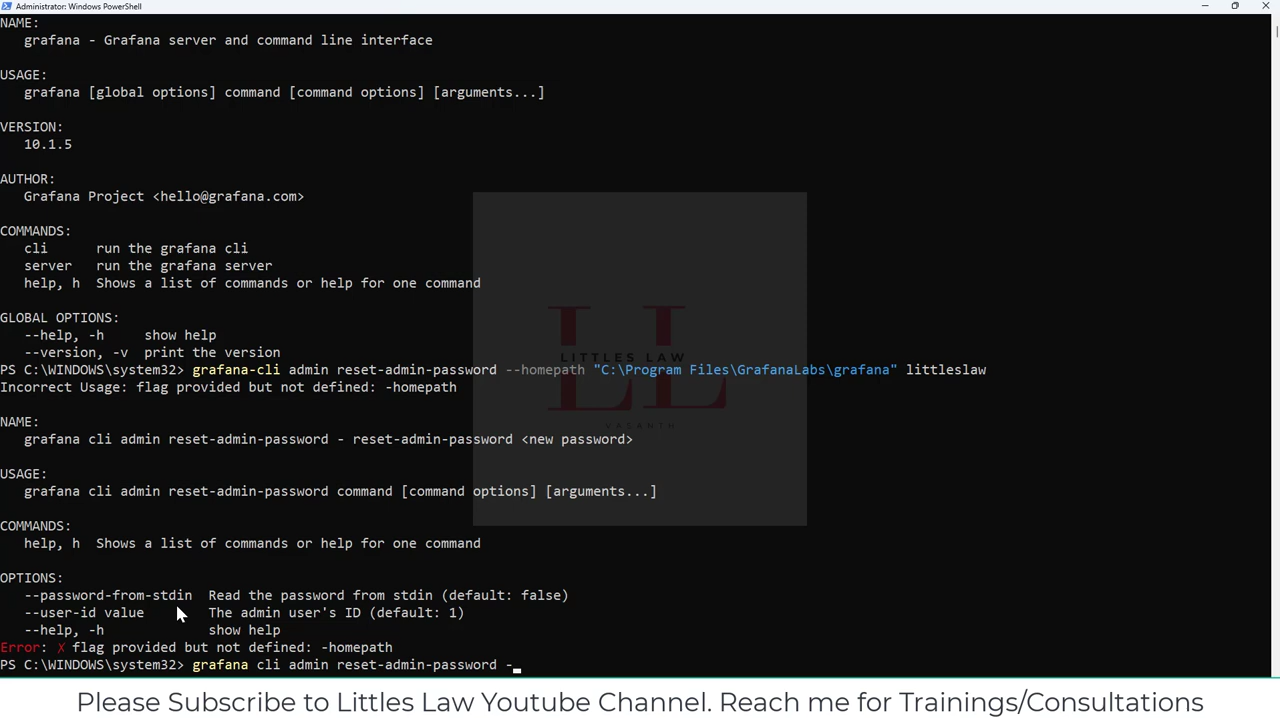 Administrator: Windows PowerShell
NAME:
grafana - Grafana server and command line interface
USAGE:
grafana [global options] command [command options] [arguments...]
VERSION:
10.1.5
AUTHOR:
Grafana Project <hello@grafana.com>
COMMANDS:
cli run the grafana cli
server run the grafana server
help, h Shows a list of commands or help for one command
GLOBAL OPTIONS:
--help, -h show help
--version, -v print the version
PS C:\WINDOWS\system32> grafana-cli admin reset-admin-password --homepath "C:\Program Files\GrafanaLabs\grafana" littleslaw
Incorrect Usage: flag provided but not defined: -homepath
NAME:
grafana cli admin reset-admin-password - reset-admin-password <new password>
USAGE:
grafana cli admin reset-admin-password command [command options] [arguments...]
COMMANDS:
help, h Shows a list of commands or help for one command
OPTIONS:
--password-from-stdin Read the password from stdin (default: false)
--user-id value The admin user's ID (default: 1)
--help, -h show help
Error: X flag provided but not defined: -homepath
PS C:\WINDOWS\system32> grafana cli admin reset-admin-password -_
LL
LITTLES LAW
VASANTH
Please Subscribe to Littles Law Youtube Channel. Reach me for Trainings/Consultations